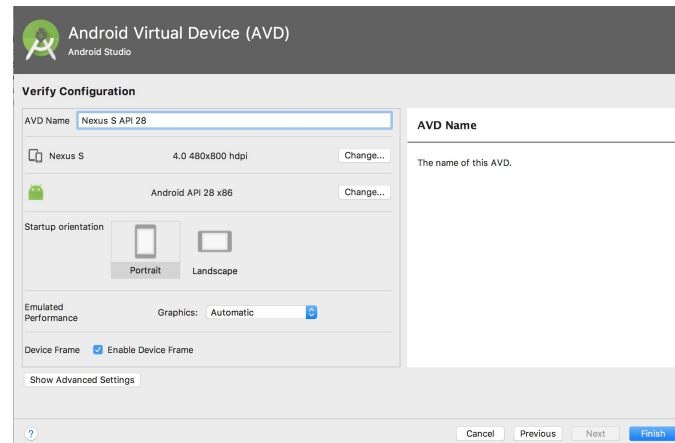 Android Virtual Device (AVD)
Android Studio
Verify Configuration
AVD Name Nexus S API 28
Nexus S 4.0 480x800 hdpi Change...
Android API 28 x86 Change...
Startup orientation
Portrait Landscape
Emulated
Performance
Graphics: Automatic
Device Frame Enable Device Frame
Show Advanced Settings
AVD Name
The name of this AVD.
?
Cancel Previous Next Finish